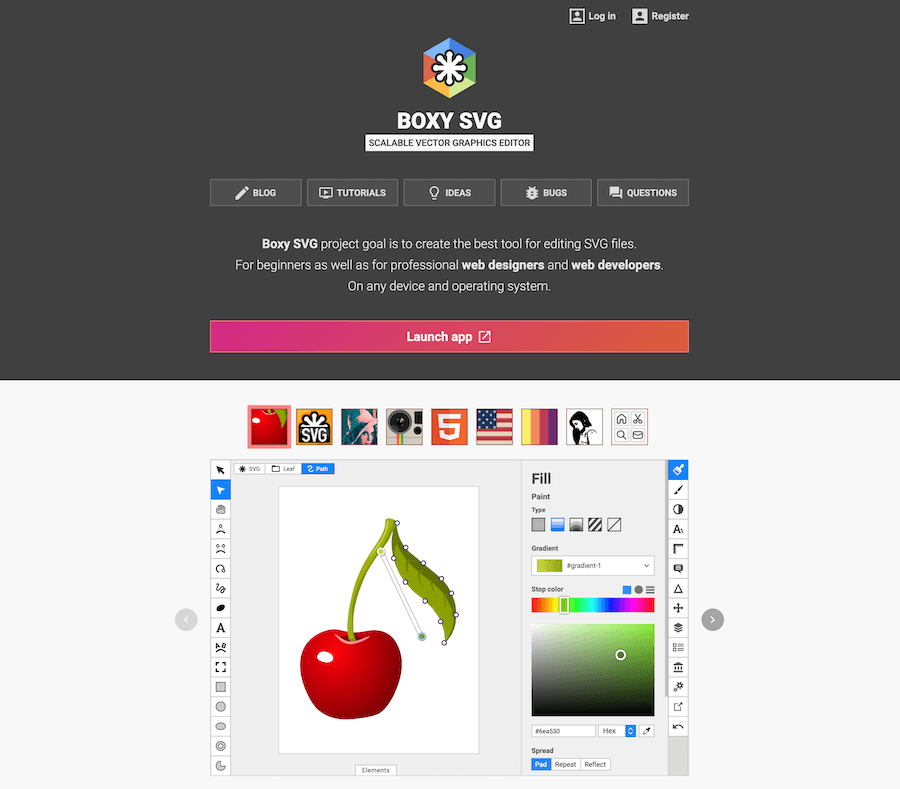 Log in
Register
BOXY SVG
SCALABLE VECTOR GRAPHICS EDITOR
BLOG
TUTORIALS
IDEAS
BUGS
QUESTIONS
Boxy SVG project goal is to create the best tool for editing SVG files.
For beginners as well as for professional web designers and web developers.
On any device and operating system.
Launch app
SVG
5
SVG
Leaf
Path
Fill
Paint
Type
Gradient
#gradient-1
Stop color
#6ea530
Hex
Spread
Pad
Repeat
Reflect
Elements